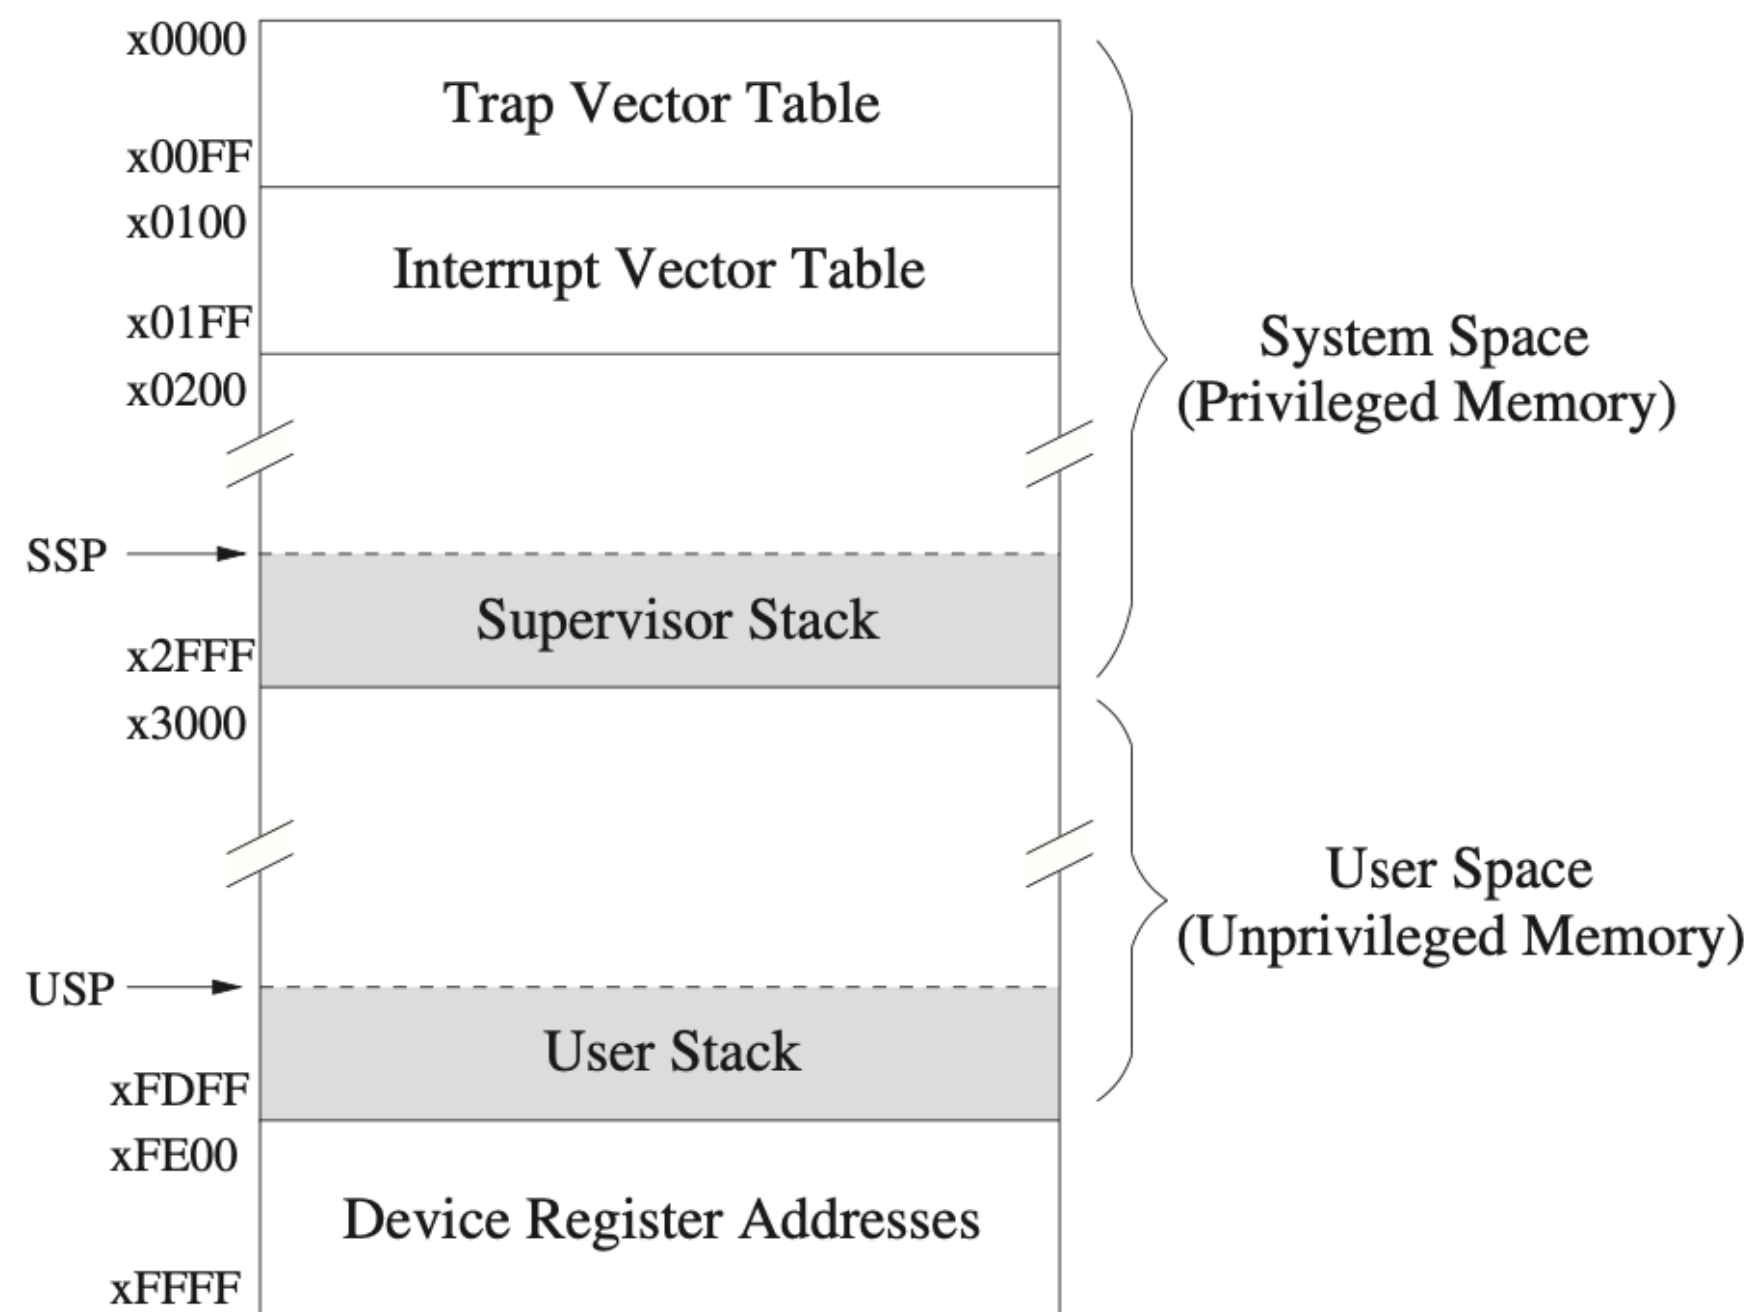 x0000
Trap Vector Table
x00FF
x0100
Interrupt Vector Table
x01FF
System Space
(Privileged Memory)
x0200
SSP
Supervisor Stack
x2FFF
x3000
User Space
(Unprivileged Memory)
USP
User Stack
xFDFF
xFE00
Device Register Addresses
xFFFF